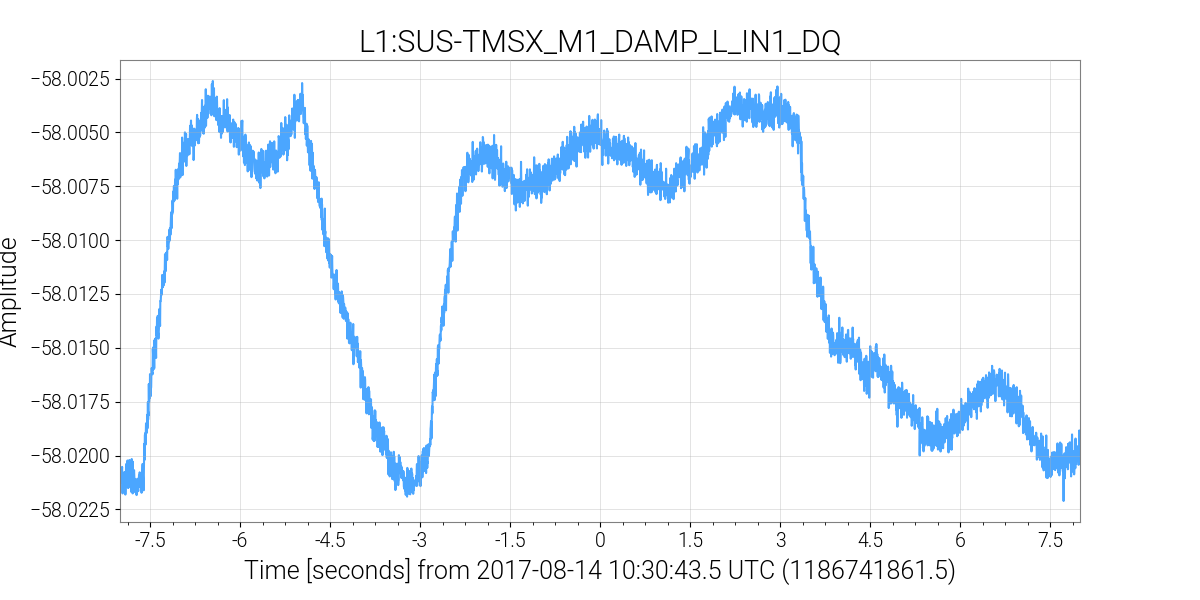 L1:SUS-TMSX_M1_DAMP_L_IN1_DQ
Amplitude
−58.0025
−58.0050
−58.0075
−58.0100
−58.0125
−58.0150
−58.0175
−58.0200
−58.0225
-7.5 -6 -4.5 -3 -1.5 0 1.5 3 4.5 6 7.5
Time [seconds] from 2017-08-14 10:30:43.5 UTC (1186741861.5)